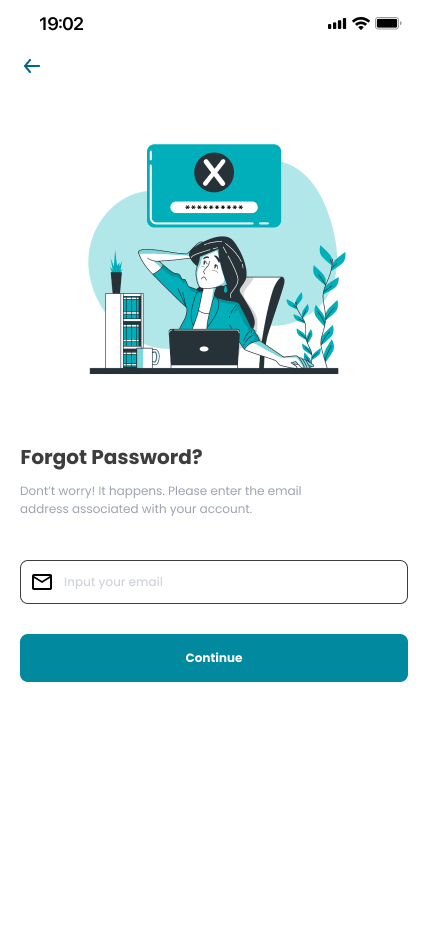 19:02
X
**********
Forgot Password?
Dont't worry! It happens. Please enter the email
address associated with your account.
Input your email
Continue